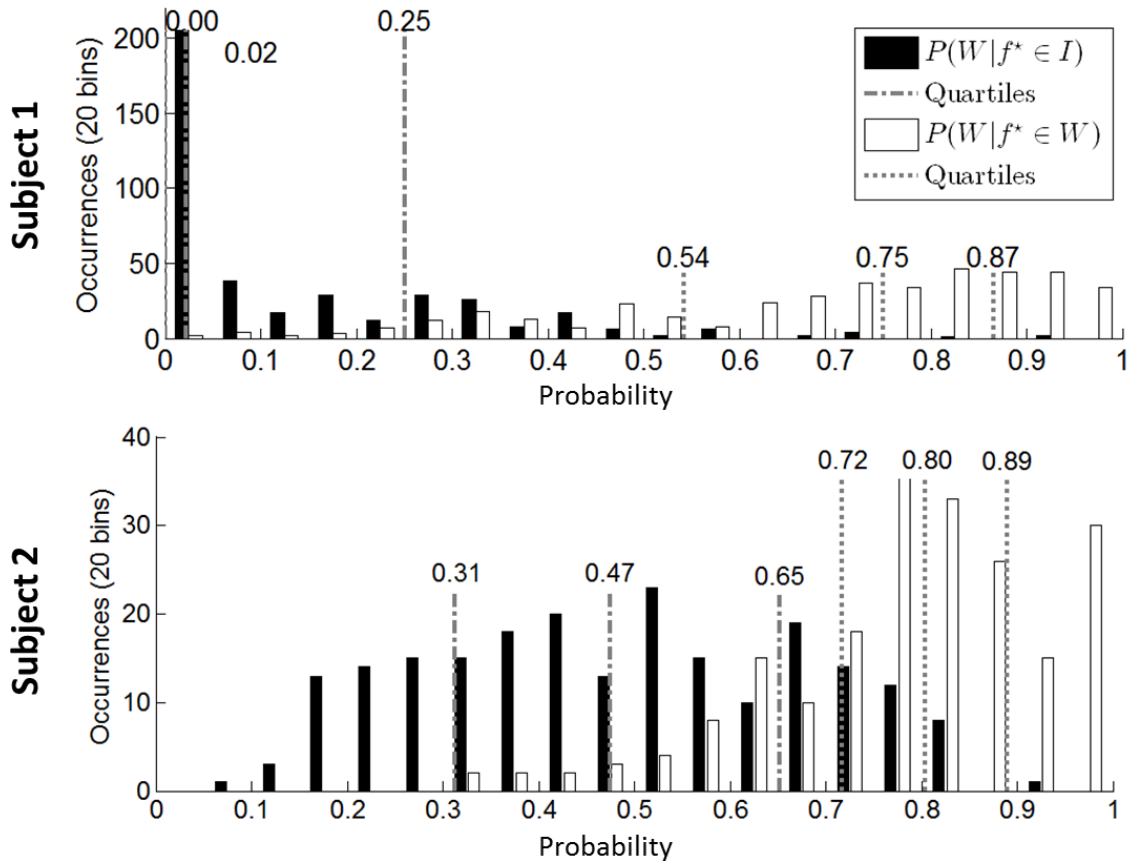 Subject 1
Occurrences (20 bins)
200
150
100
50
0
0.00
0.02
0.25
0.54
0.75
0.87
P(W|f⋆ ∈ I)
Quartiles
P(W|f⋆ ∈ W)
Quartiles
0 0.1 0.2 0.3 0.4 0.5 0.6 0.7 0.8 0.9 1
Probability
Subject 2
Occurrences (20 bins)
40
30
20
10
0
0.31
0.47
0.65
0.72
0.80
0.89
0 0.1 0.2 0.3 0.4 0.5 0.6 0.7 0.8 0.9 1
Probability